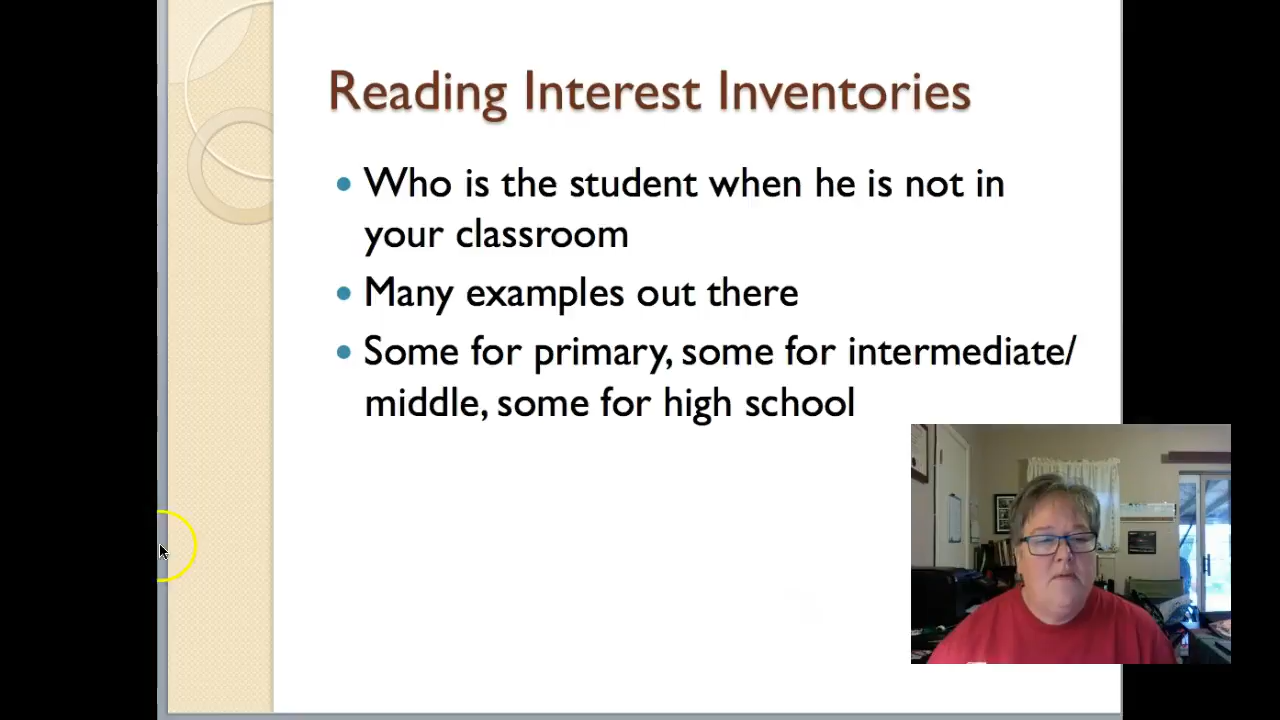 Reading Interest Inventories
Who is the student when he is not in
your classroom
Many examples out there
Some for primary, some for intermediate/
middle, some for high school